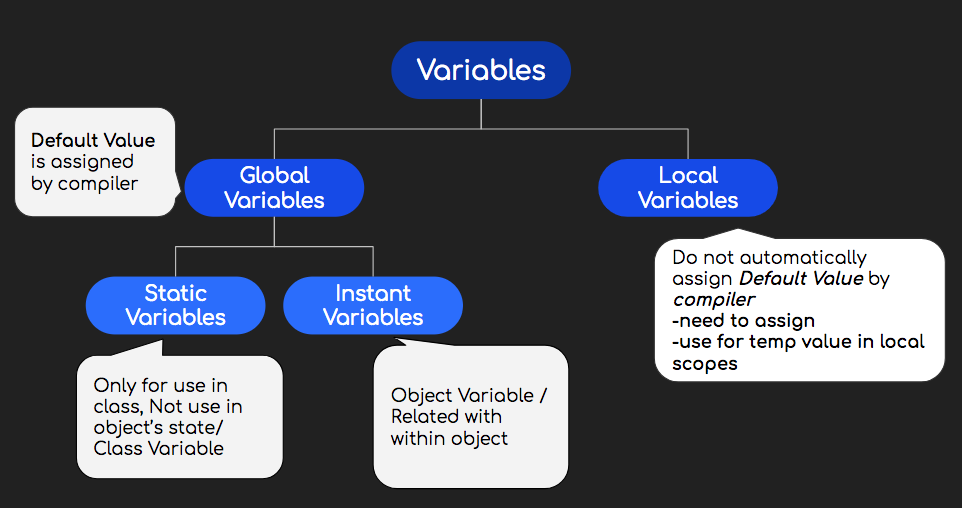 Variables
Default Value
is assigned
by compiler
Global
Variables
Local
Variables
Do not automatically
assign Default Value by
compiler
-need to assign
-use for temp value in local
scopes
Static
Variables
Instant
Variables
Only for use in
class, Not use in
object’s state/
Class Variable
Object Variable /
Related with
within object